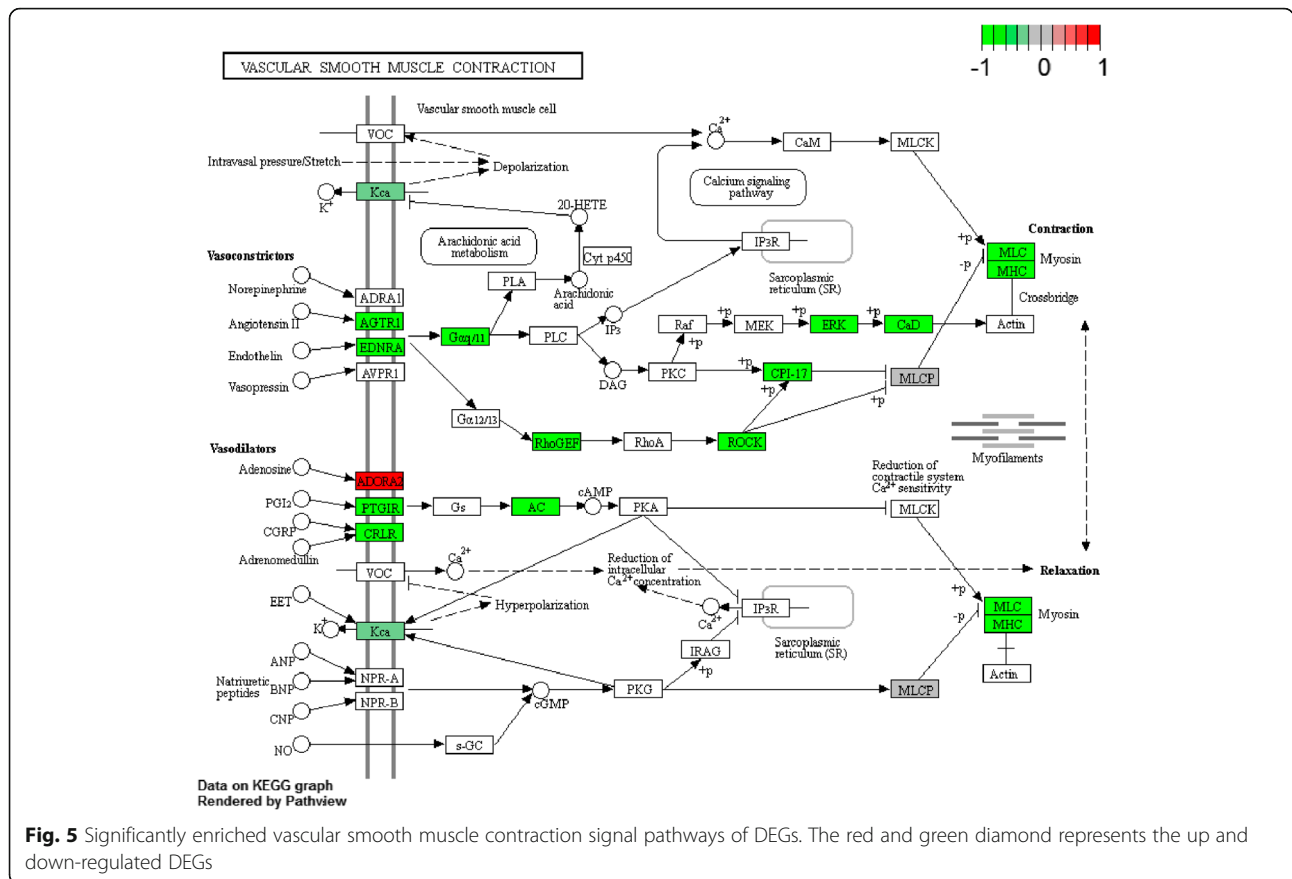 -1 0 1
VASCULAR SMOOTH MUSCLE CONTRACTION
Vascular smooth muscle cell
VOC
Ca2+
CaM
MLCK
Intravasal pressure/Stretch
Depolarization
Calcium signaling
pathway
Kca
K+
20-HETE
Arachidonic acid
metabolism
Cyt p450
IP3R
Contraction
+p
-p
MLC
MHC
Myosin
Vasoconstrictors
PLA
Arachidonic
acid
Sarcoplasmic
reticulum (SR)
Norepinephrine
ADRA1
Crossbridge
Angiotensin II
AGTR1
Gαq/11
PLC
IP3
Raf
+p
MEK
+p
ERK
+p
CaD
Actin
Endothelin
EDNRA
+p
Vasopressin
AVPR1
DAG
PKC
+p
CPI-17
+p
MLCP
+p
Gα12/13
RhoGEF
RhoA
ROCK
Myofilaments
Vasodilators
Adenosine
ADORA2
Reduction of
contractile system
Ca2+ sensitivity
PGI2
PTGIR
Gs
AC
cAMP
PKA
MLCK
CGRP
CRLR
Adrenomedullin
VOC
Ca2+
Reduction of
intracellular
Ca2+ concentration
Relaxation
EET
Hyperpolarization
Ca2+
IP3R
+p
-p
MLC
MHC
Myosin
K+
Kca
Sarcoplasmic
reticulum (SR)
IRAG
+p
ANP
Natriuretic
peptides
BNP
NPR-A
CNP
NPR-B
cGMP
PKG
MLCP
Actin
NO
s-GC
Data on KEGG graph
Rendered by Pathview
Fig. 5 Significantly enriched vascular smooth muscle contraction signal pathways of DEGs. The red and green diamond represents the up and
down-regulated DEGs